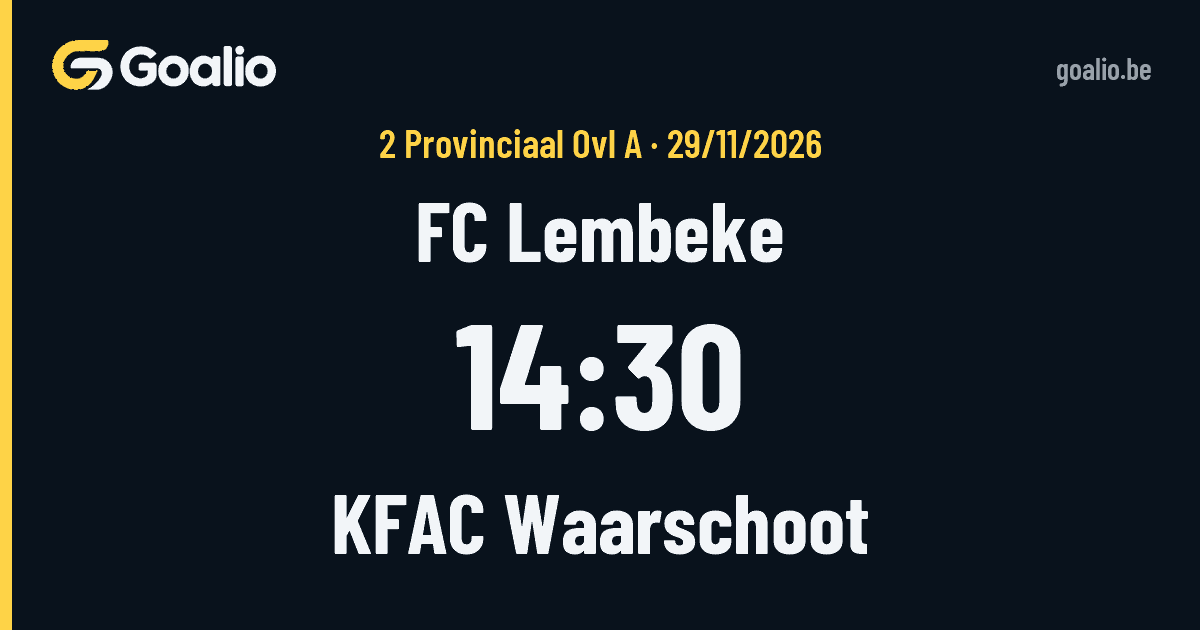 Goalio
goalio.be
2 Provinciaal Ovl A · 29/11/2026
FC Lembeke
14:30
KFAC Waarschoot